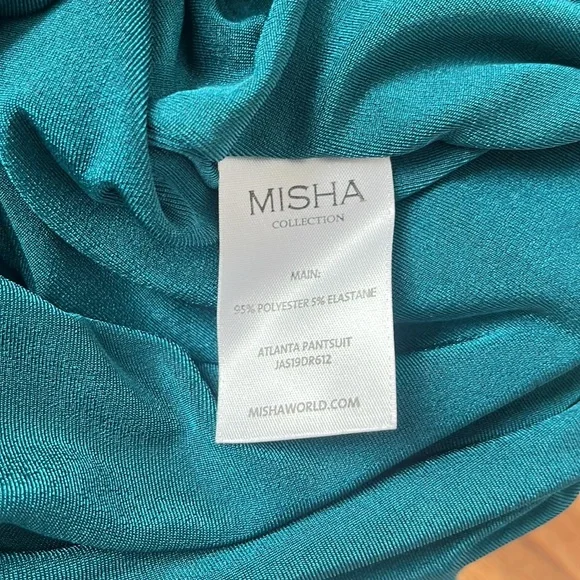 MISHA
COLLECTION
MAIN:
95% POLYESTER 5% ELASTANE
ATLANTA PANTSUIT
JAS19DR612
MISHAWORLD.COM